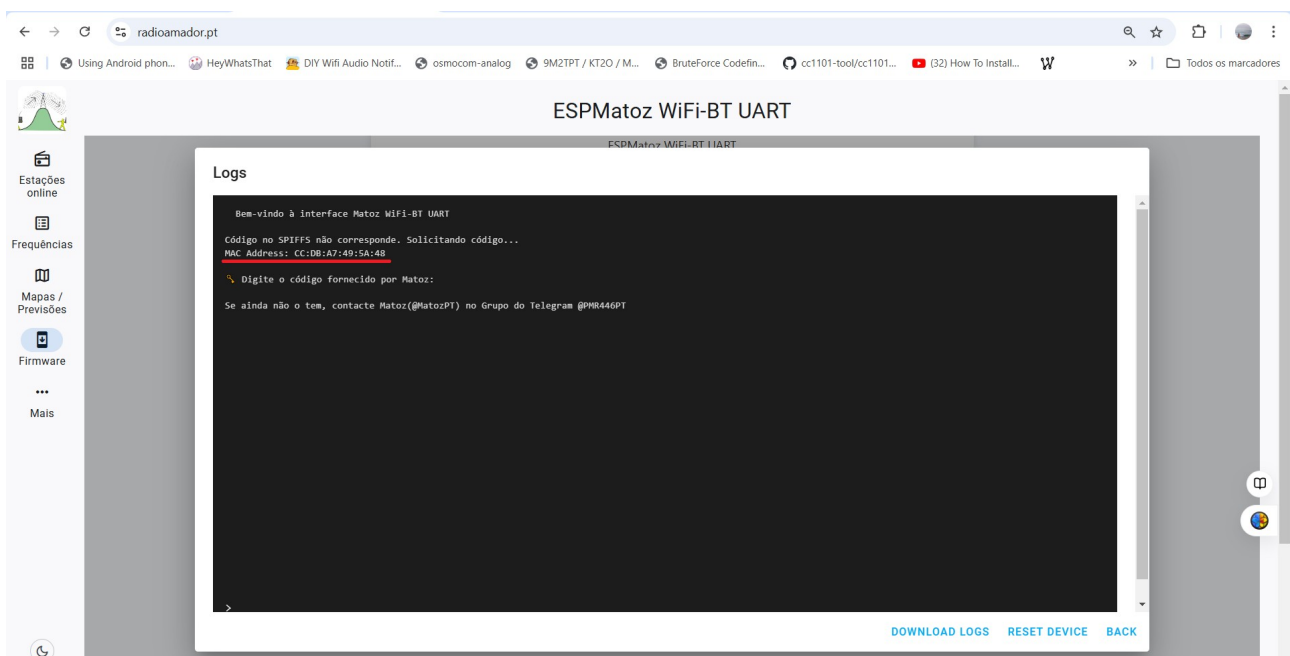 radioamador.pt
Using Android phon...
HeyWhatsThat
DIY Wifi Audio Notif...
osmocom-analog
9M2TPT / KT2O / M...
BruteForce Codefin...
cc1101-tool/cc1101...
(32) How To Install...
W
»
Todos os marcadores
ESPMatoz WiFi-BT UART
ESPMatoz WiFi-BT UART
Estações
online
Frequências
Mapas /
Previsões
Firmware
Mais
Logs
Bem-vindo à interface Matoz WiFi-BT UART
Código no SPIFFS não corresponde. Solicitando código...
MAC Address: CC:DB:A7:49:5A:48
Digite o código fornecido por Matoz:
Se ainda não o tem, contacte Matoz(@MatozPT) no Grupo do Telegram @PMR446PT
>
DOWNLOAD LOGS
RESET DEVICE
BACK